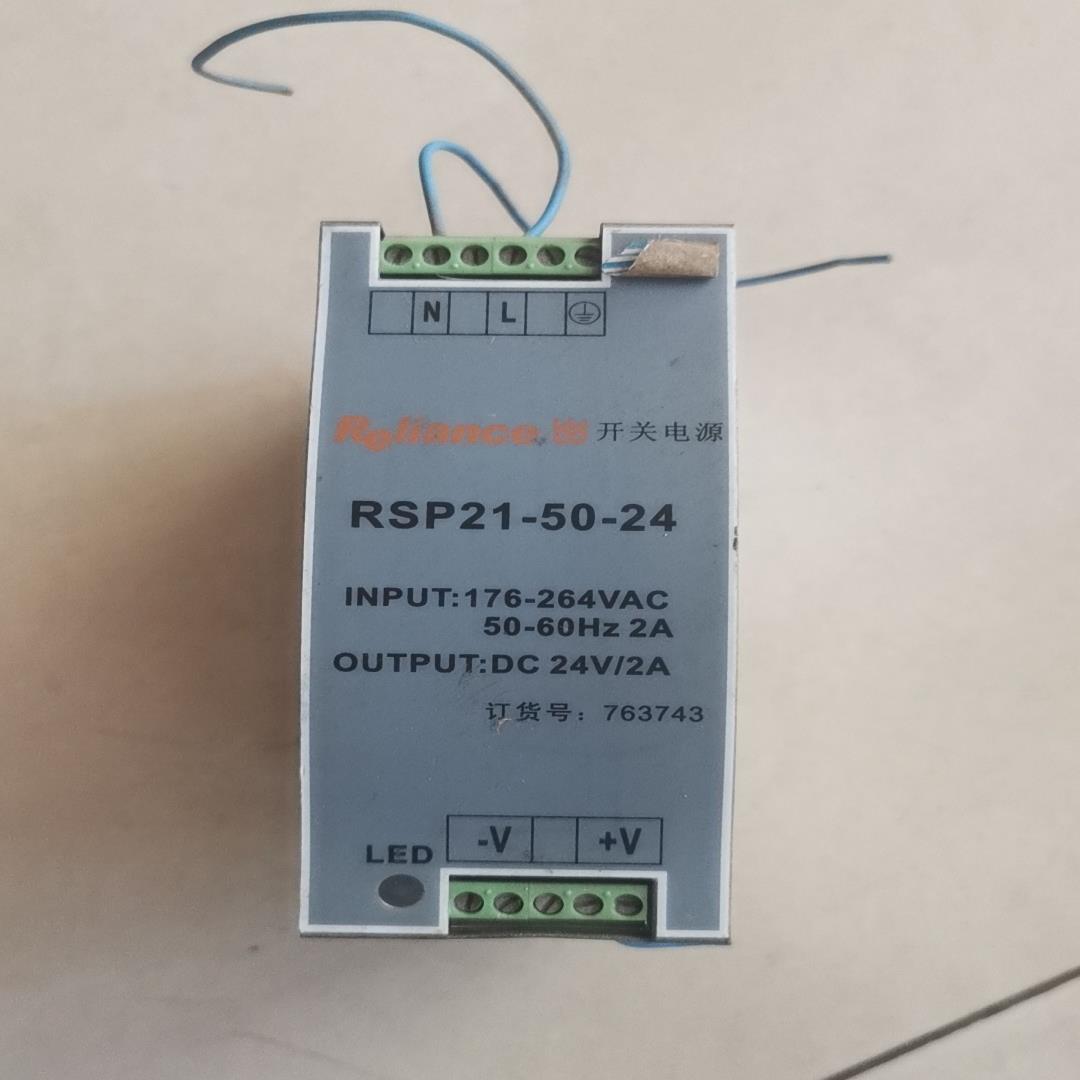 N L
Reliance 开关电源
RSP21-50-24
INPUT:176-264VAC
50-60Hz 2A
OUTPUT:DC 24V/2A
订货号：763743
-V +V
LED